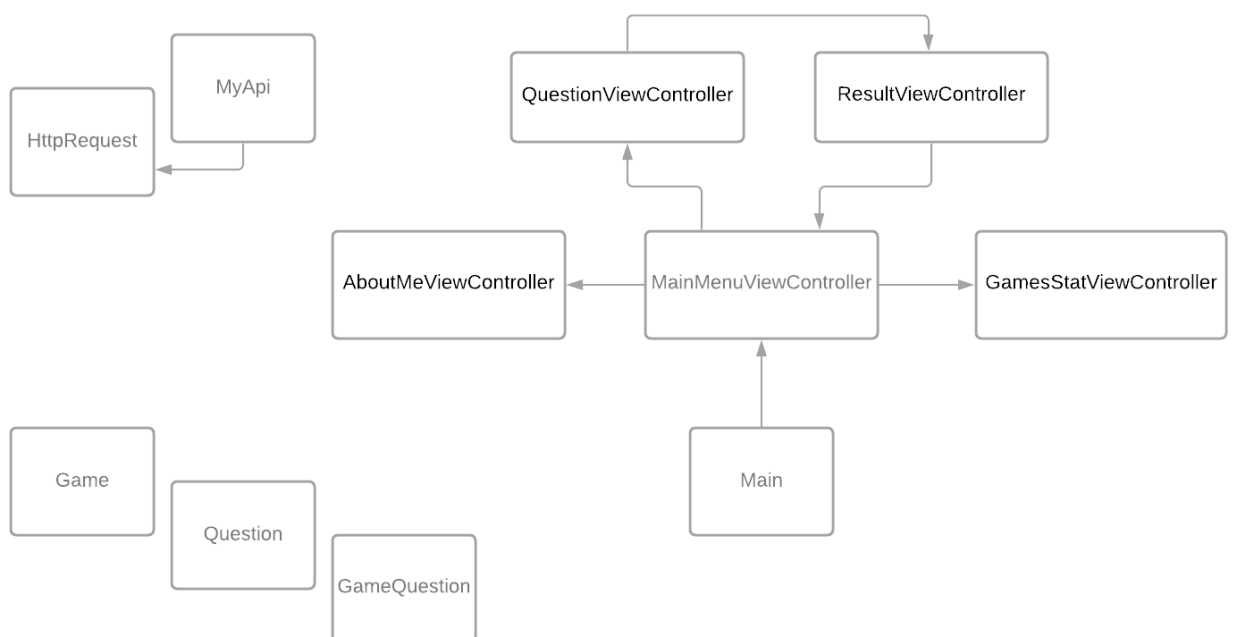 MyApi
HttpRequest
QuestionViewController
ResultViewController
AboutMeViewController
MainMenuViewController
GamesStatViewController
Game
Question
GameQuestion
Main